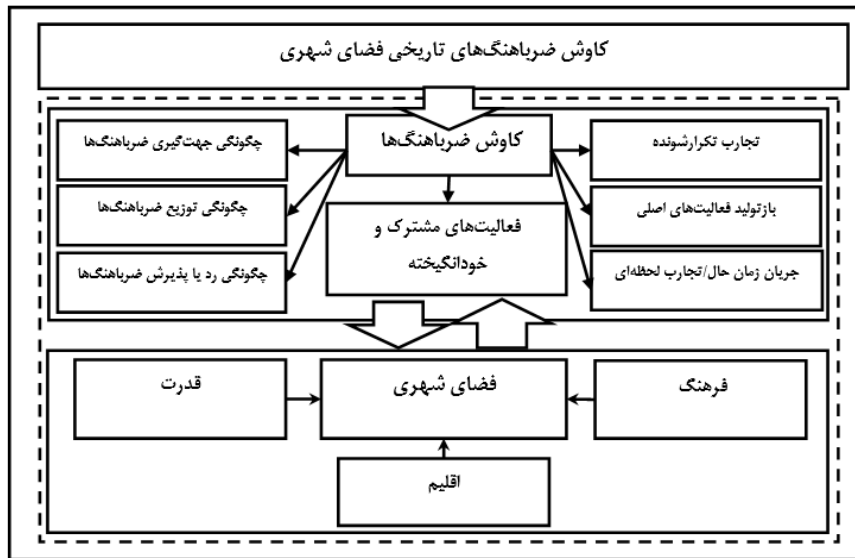 کاوش ضرباهنگ‌های تاریخی فضای شهری
کاوش ضرباهنگ‌ها
تجارب تکرارشونده
بازتولید فعالیت‌های اصلی
جریان زمان حال/تجارب لحظه‌ای
چگونگی جهت‌گیری ضرباهنگ‌ها
چگونگی توزیع ضرباهنگ‌ها
چگونگی رد یا پذیرش ضرباهنگ‌ها
فعالیت‌های مشترک و
خودانگیخته
فرهنگ
فضای شهری
قدرت
اقلیم